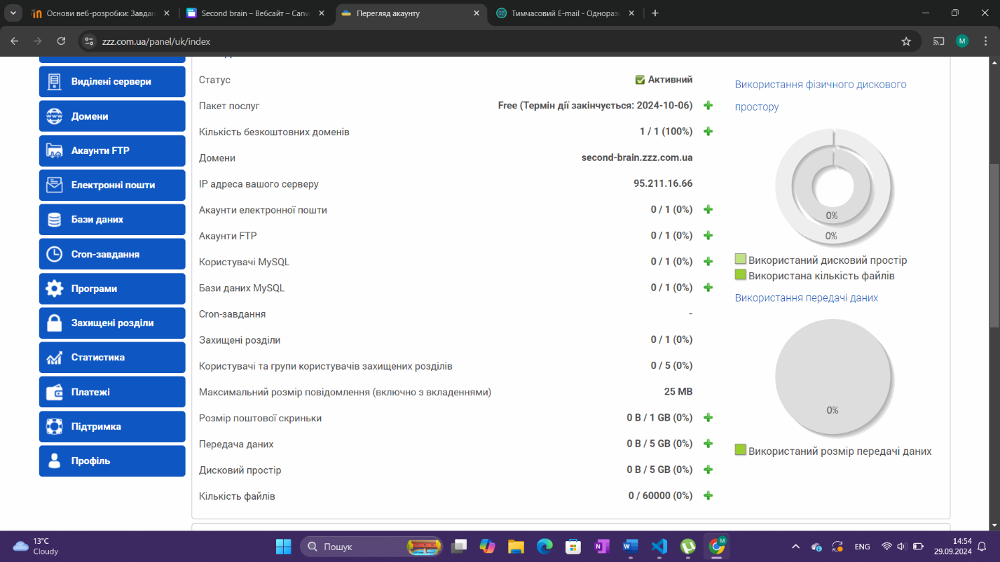 Основи веб-розробки: Завдан
Second brain – Вебсайт – Canv
Перегляд акаунту
Тимчасовий E-mail - Одноразо
zzz.com.ua/panel/uk/index
M
Виділені сервери
Домени
Акаунти FTP
Електронні пошти
Бази даних
Cron-завдання
Програми
Захищені розділи
Статистика
Платежі
Підтримка
Профіль
Статус Активний
Пакет послуг Free (Термін дії закінчується: 2024-10-06)
Кількість безкоштовних доменів 1 / 1 (100%)
Домени second-brain.zzz.com.ua
IP адреса вашого серверу 95.211.16.66
Акаунти електронної пошти 0 / 1 (0%)
Акаунти FTP 0 / 1 (0%)
Користувачі MySQL 0 / 1 (0%)
Бази даних MySQL 0 / 1 (0%)
Cron-завдання -
Захищені розділи 0 / 1 (0%)
Користувачі та групи користувачів захищених розділів 0 / 5 (0%)
Максимальний розмір повідомлення (включно з вкладеннями) 25 MB
Розмір поштової скриньки 0 B / 1 GB (0%)
Передача даних 0 B / 5 GB (0%)
Дисковий простір 0 B / 5 GB (0%)
Кількість файлів 0 / 60000 (0%)
Використання фізичного дискового
простору
0%
0%
Використаний дисковий простір
Використана кількість файлів
Використання передачі даних
0%
Використаний розмір передачі даних
13°C
Cloudy
Пошук
ENG
14:54
29.09.2024